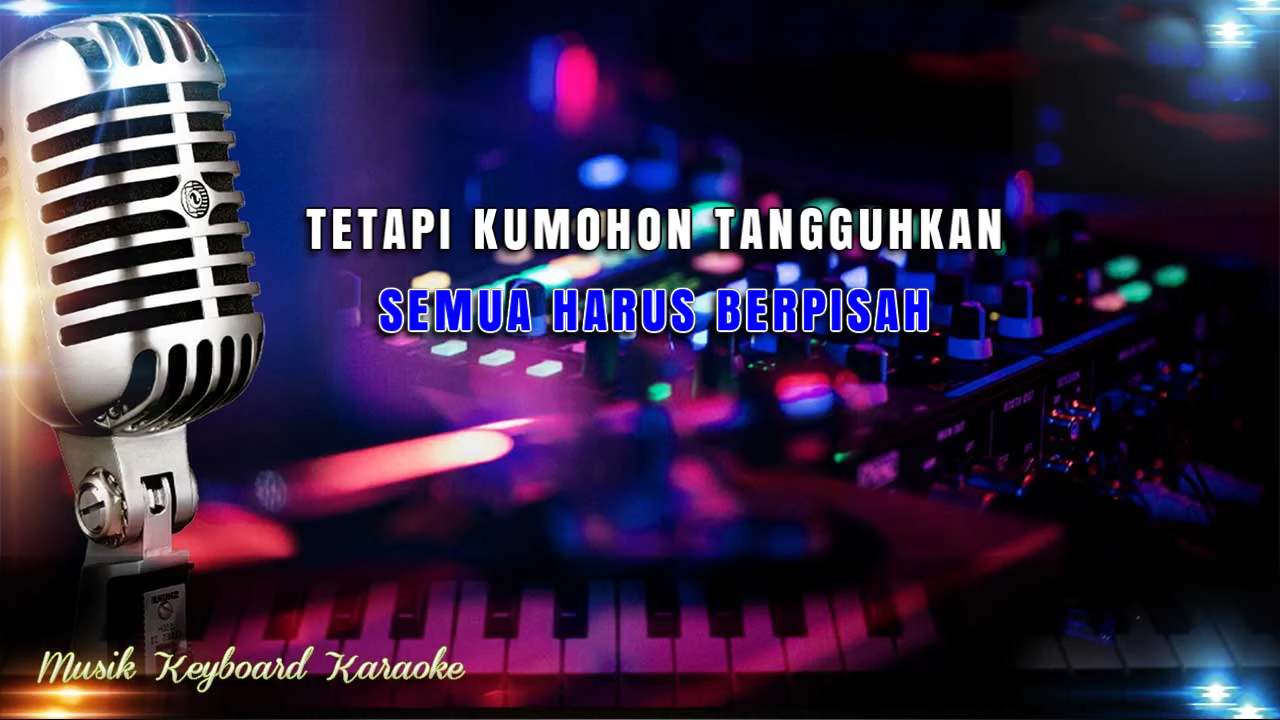 TETAPI KUMOHON TANGGUHKAN
SEMUA HARUS BERPISAH
Musik Keyboard Karaoke